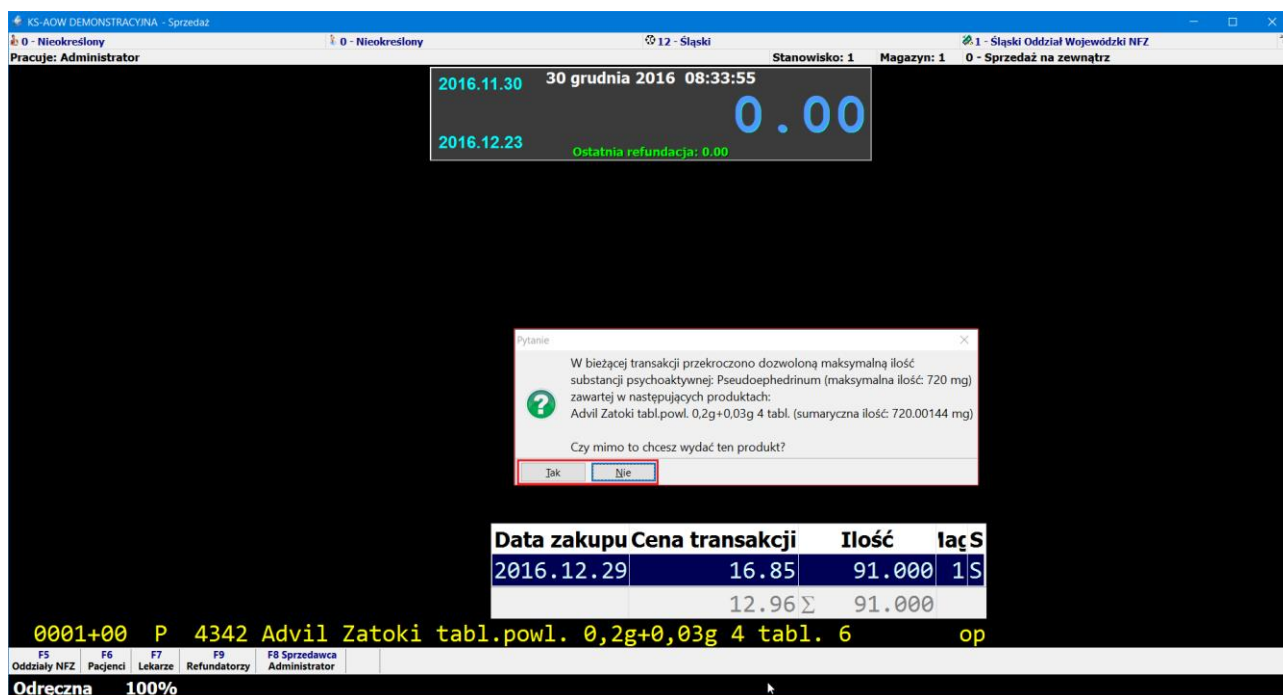 KS-AOW DEMONSTRACYJNA - Sprzedaż
0 - Nieokreślony 0 - Nieokreślony 12 - Śląski 1 - Śląski Oddział Wojewódzki NFZ
Pracuje: Administrator Stanowisko: 1 Magazyn: 1 0 - Sprzedaż na zewnątrz
2016.11.30 30 grudnia 2016 08:33:55
0.00
2016.12.23
Ostatnia refundacja: 0.00
Pytanie
W bieżącej transakcji przekroczono dozwoloną maksymalną ilość
substancji psychoaktywnej: Pseudoephedrinum (maksymalna ilość: 720 mg)
zawartej w następujących produktach:
Advil Zatoki tabl.powl. 0,2g+0,03g 4 tabl. (sumaryczna ilość: 720.00144 mg)
Czy mimo to chcesz wydać ten produkt?
Tak Nie
Data zakupu Cena transakcji Ilość S
2016.12.29 16.85 91.000 1 S
12.96 Σ 91.000
0001+00 P 4342 Advil Zatoki tabl.powl. 0,2g+0,03g 4 tabl. 6 op
F5 F6 F7 F9 F8 Sprzedawca
Oddziały NFZ Pacjenci Lekarze Refundatorzy Administrator
Odręczna 100%